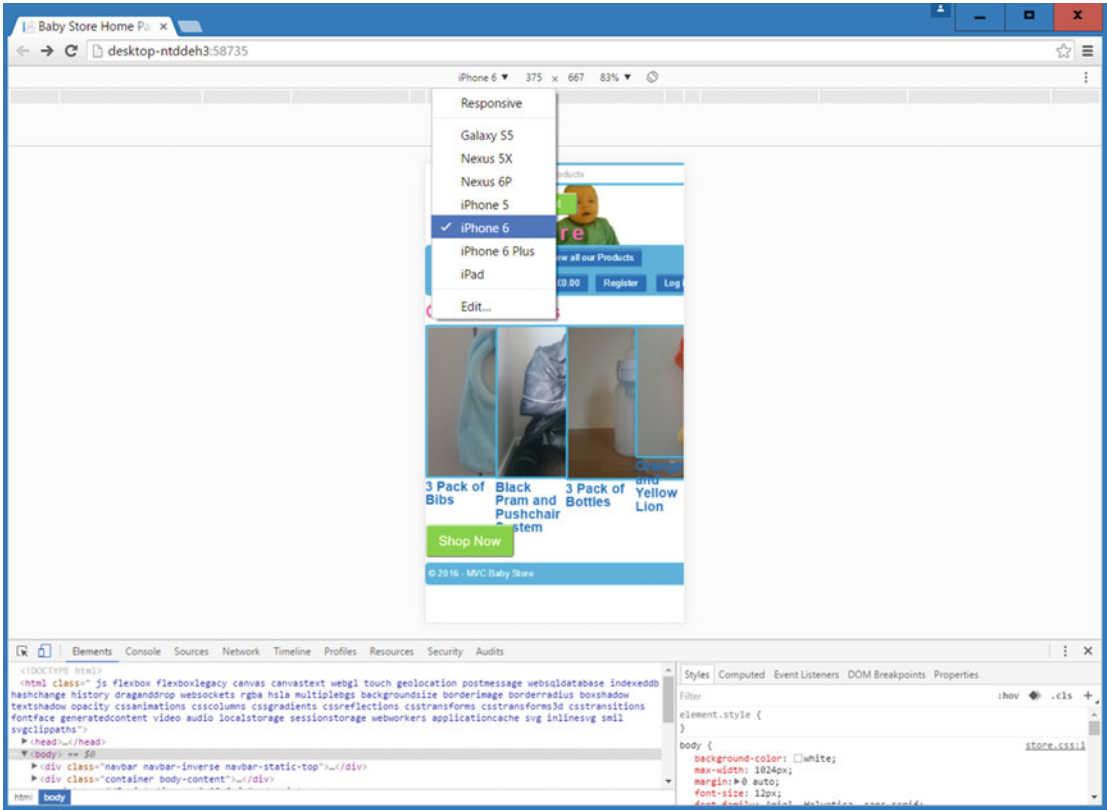 Baby Store Home Pa
desktop-ntddeh3:58735
iPhone 6 ▼ 375 × 667 83% ▼
Responsive
Galaxy S5
Nexus 5X
Nexus 6P
iPhone 5
✓ iPhone 6
iPhone 6 Plus
iPad
Edit...
oducts
re
ew all our Products
£0.00 Register Log i
3 Pack of Bibs
Black Pram and Pushchair System
3 Pack of Bottles
Orange and Yellow Lion
Shop Now
© 2016 - MVC Baby Store
Elements Console Sources Network Timeline Profiles Resources Security Audits
<!DOCTYPE html>
<html class=" js flexbox flexboxlegacy canvas canvastext webgl touch geolocation postmessage websqldatabase indexeddb
hashchange history draganddrop websockets rgba hsla multiplebgs backgroundsize borderimage borderradius boxshadow
textshadow opacity cssanimations csscolumns cssgradients cssreflections csstransforms csstransforms3d csstransitions
fontface generatedcontent video audio localstorage sessionstorage webworkers applicationcache svg inlinesvg smil
svgclippaths">
▶<head>…</head>
▼<body> == $0
▶<div class="navbar navbar-inverse navbar-static-top">…</div>
▶<div class="container body-content">…</div>
html body
Styles Computed Event Listeners DOM Breakpoints Properties
Filter :hov .cls +
element.style {
}
body { store.css:1
background-color: white;
max-width: 1024px;
margin:▶0 auto;
font-size: 12px;
font-family: Arial, Helvetica, sans-serif;